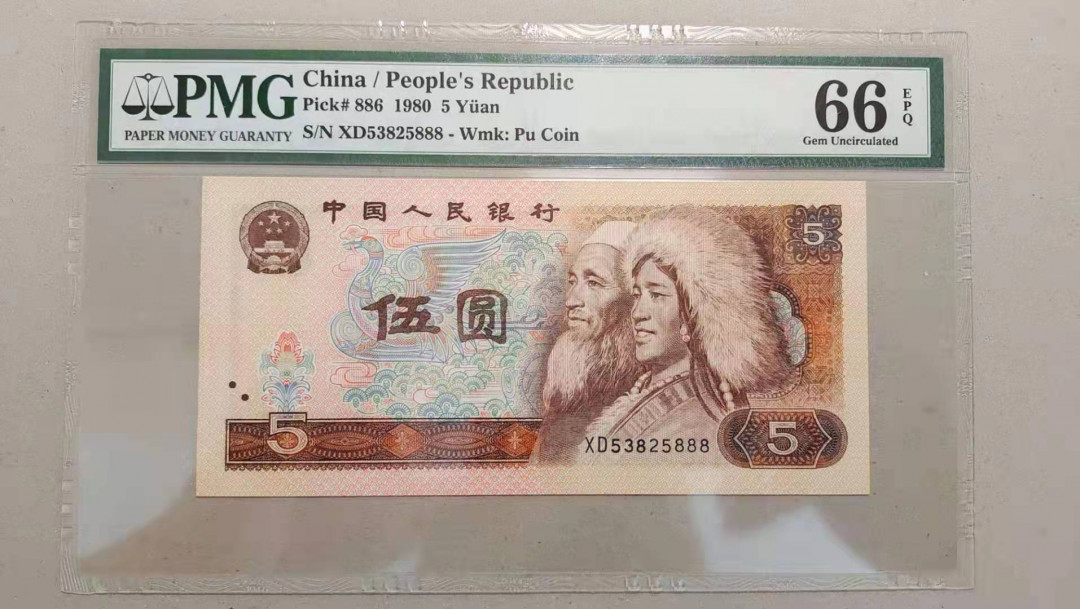 PMG
PAPER MONEY GUARANTY
China / People's Republic
Pick# 886 1980 5 Yüan
S/N XD53825888 - Wmk: Pu Coin
66
EPQ
Gem Uncirculated
中国人民银行
5
伍圆
5
XD53825888
5